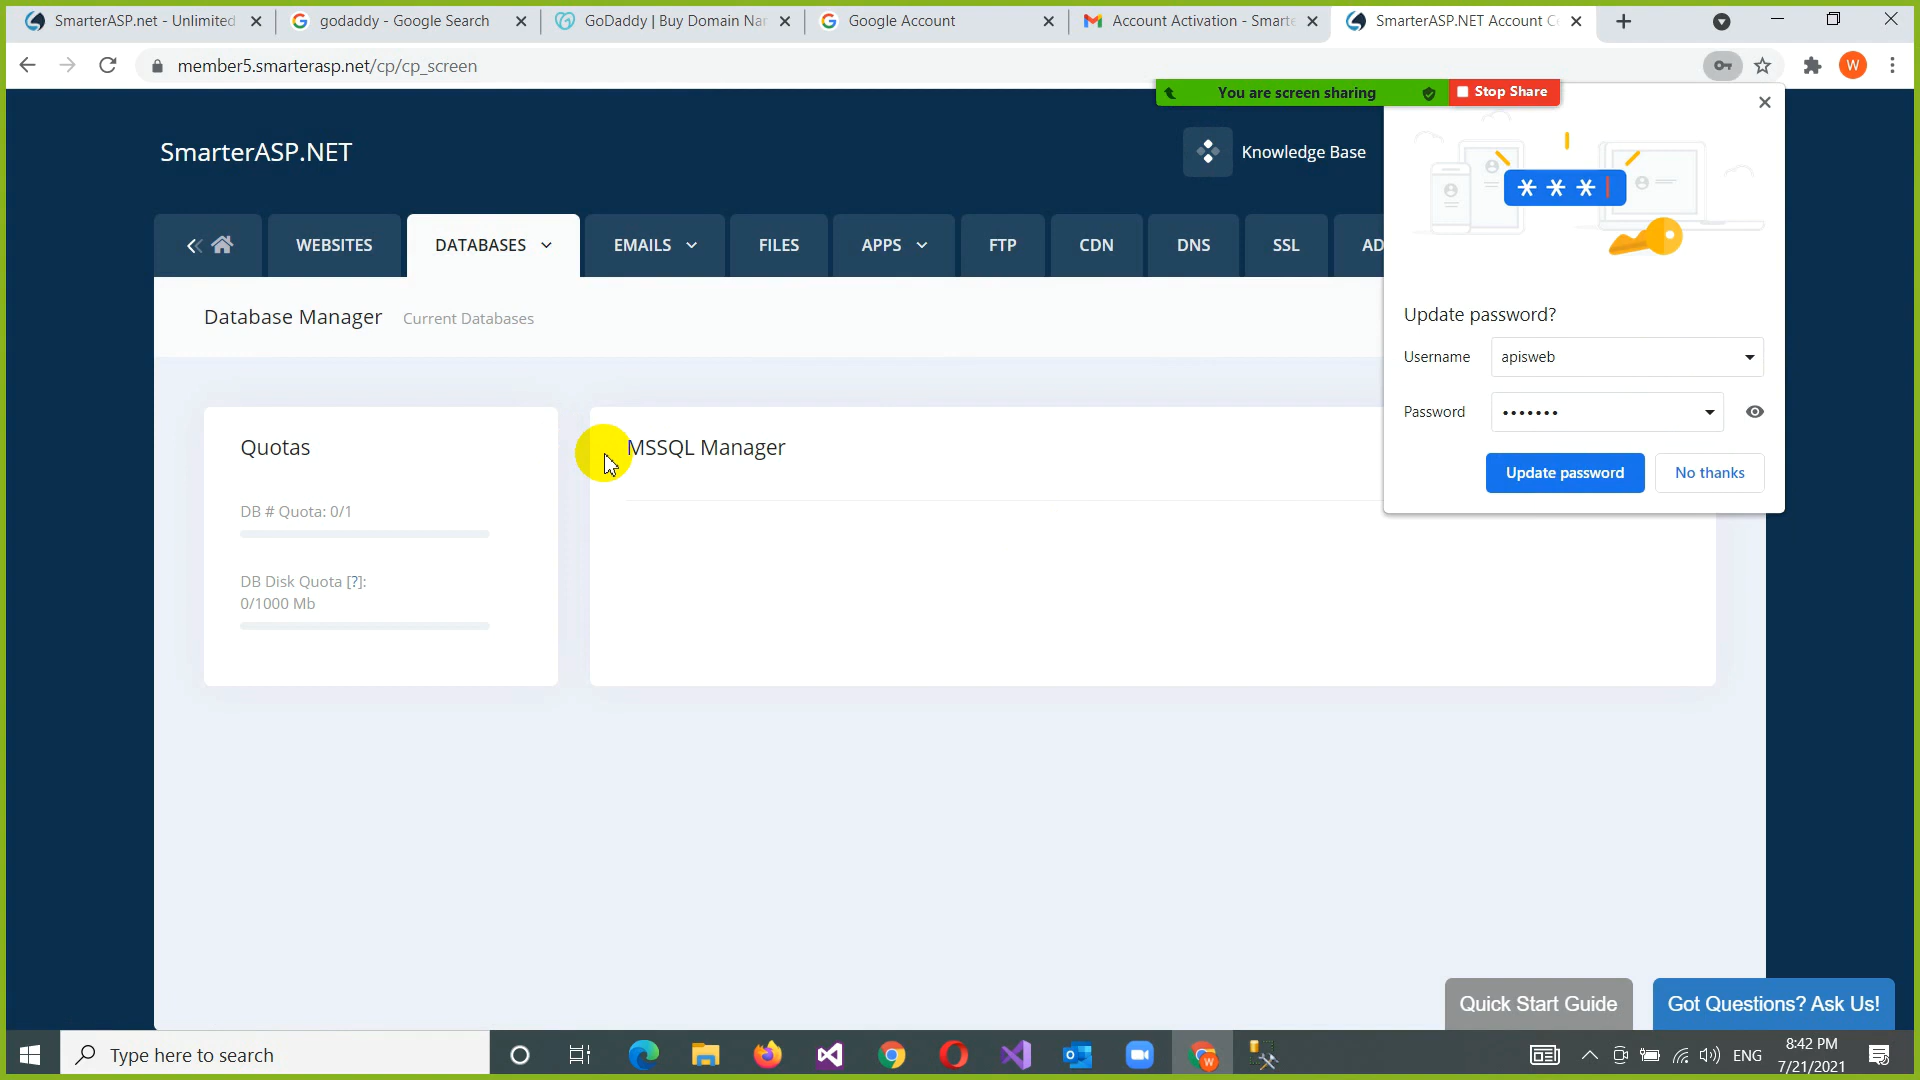 SmarterASP.net - Unlimited
godaddy - Google Search
GoDaddy | Buy Domain Nar
Google Account
Account Activation - Smarte
SmarterASP.NET Account C
member5.smarterasp.net/cp/cp_screen
W
You are screen sharing
Stop Share
SmarterASP.NET
Knowledge Base
WEBSITES
DATABASES
EMAILS
FILES
APPS
FTP
CDN
DNS
SSL
AD
Database Manager
Current Databases
Update password?
Username
apisweb
Password
Update password
No thanks
Quotas
DB # Quota: 0/1
DB Disk Quota [?]:
0/1000 Mb
MSSQL Manager
Quick Start Guide
Got Questions? Ask Us!
Type here to search
W
ENG
8:42 PM
7/21/2021